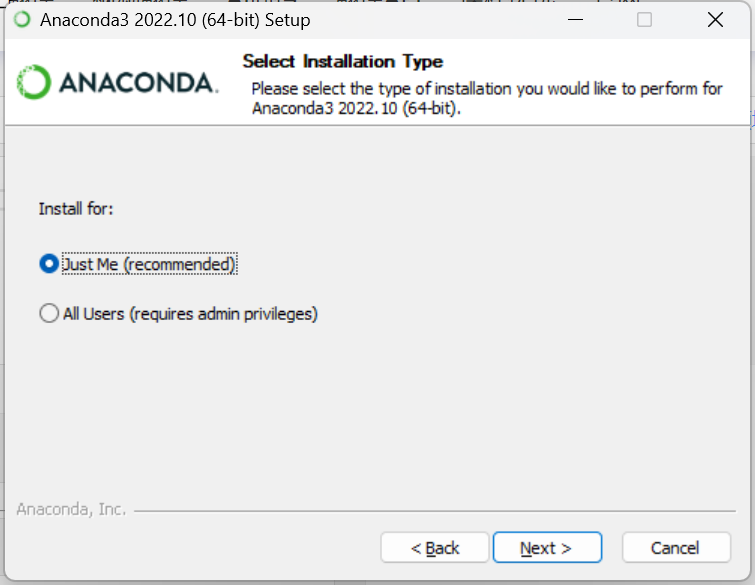 Anaconda3 2022.10 (64-bit) Setup
ANACONDA.
Select Installation Type
Please select the type of installation you would like to perform for
Anaconda3 2022.10 (64-bit).
Install for:
Just Me (recommended)
All Users (requires admin privileges)
Anaconda, Inc.
< Back
Next >
Cancel